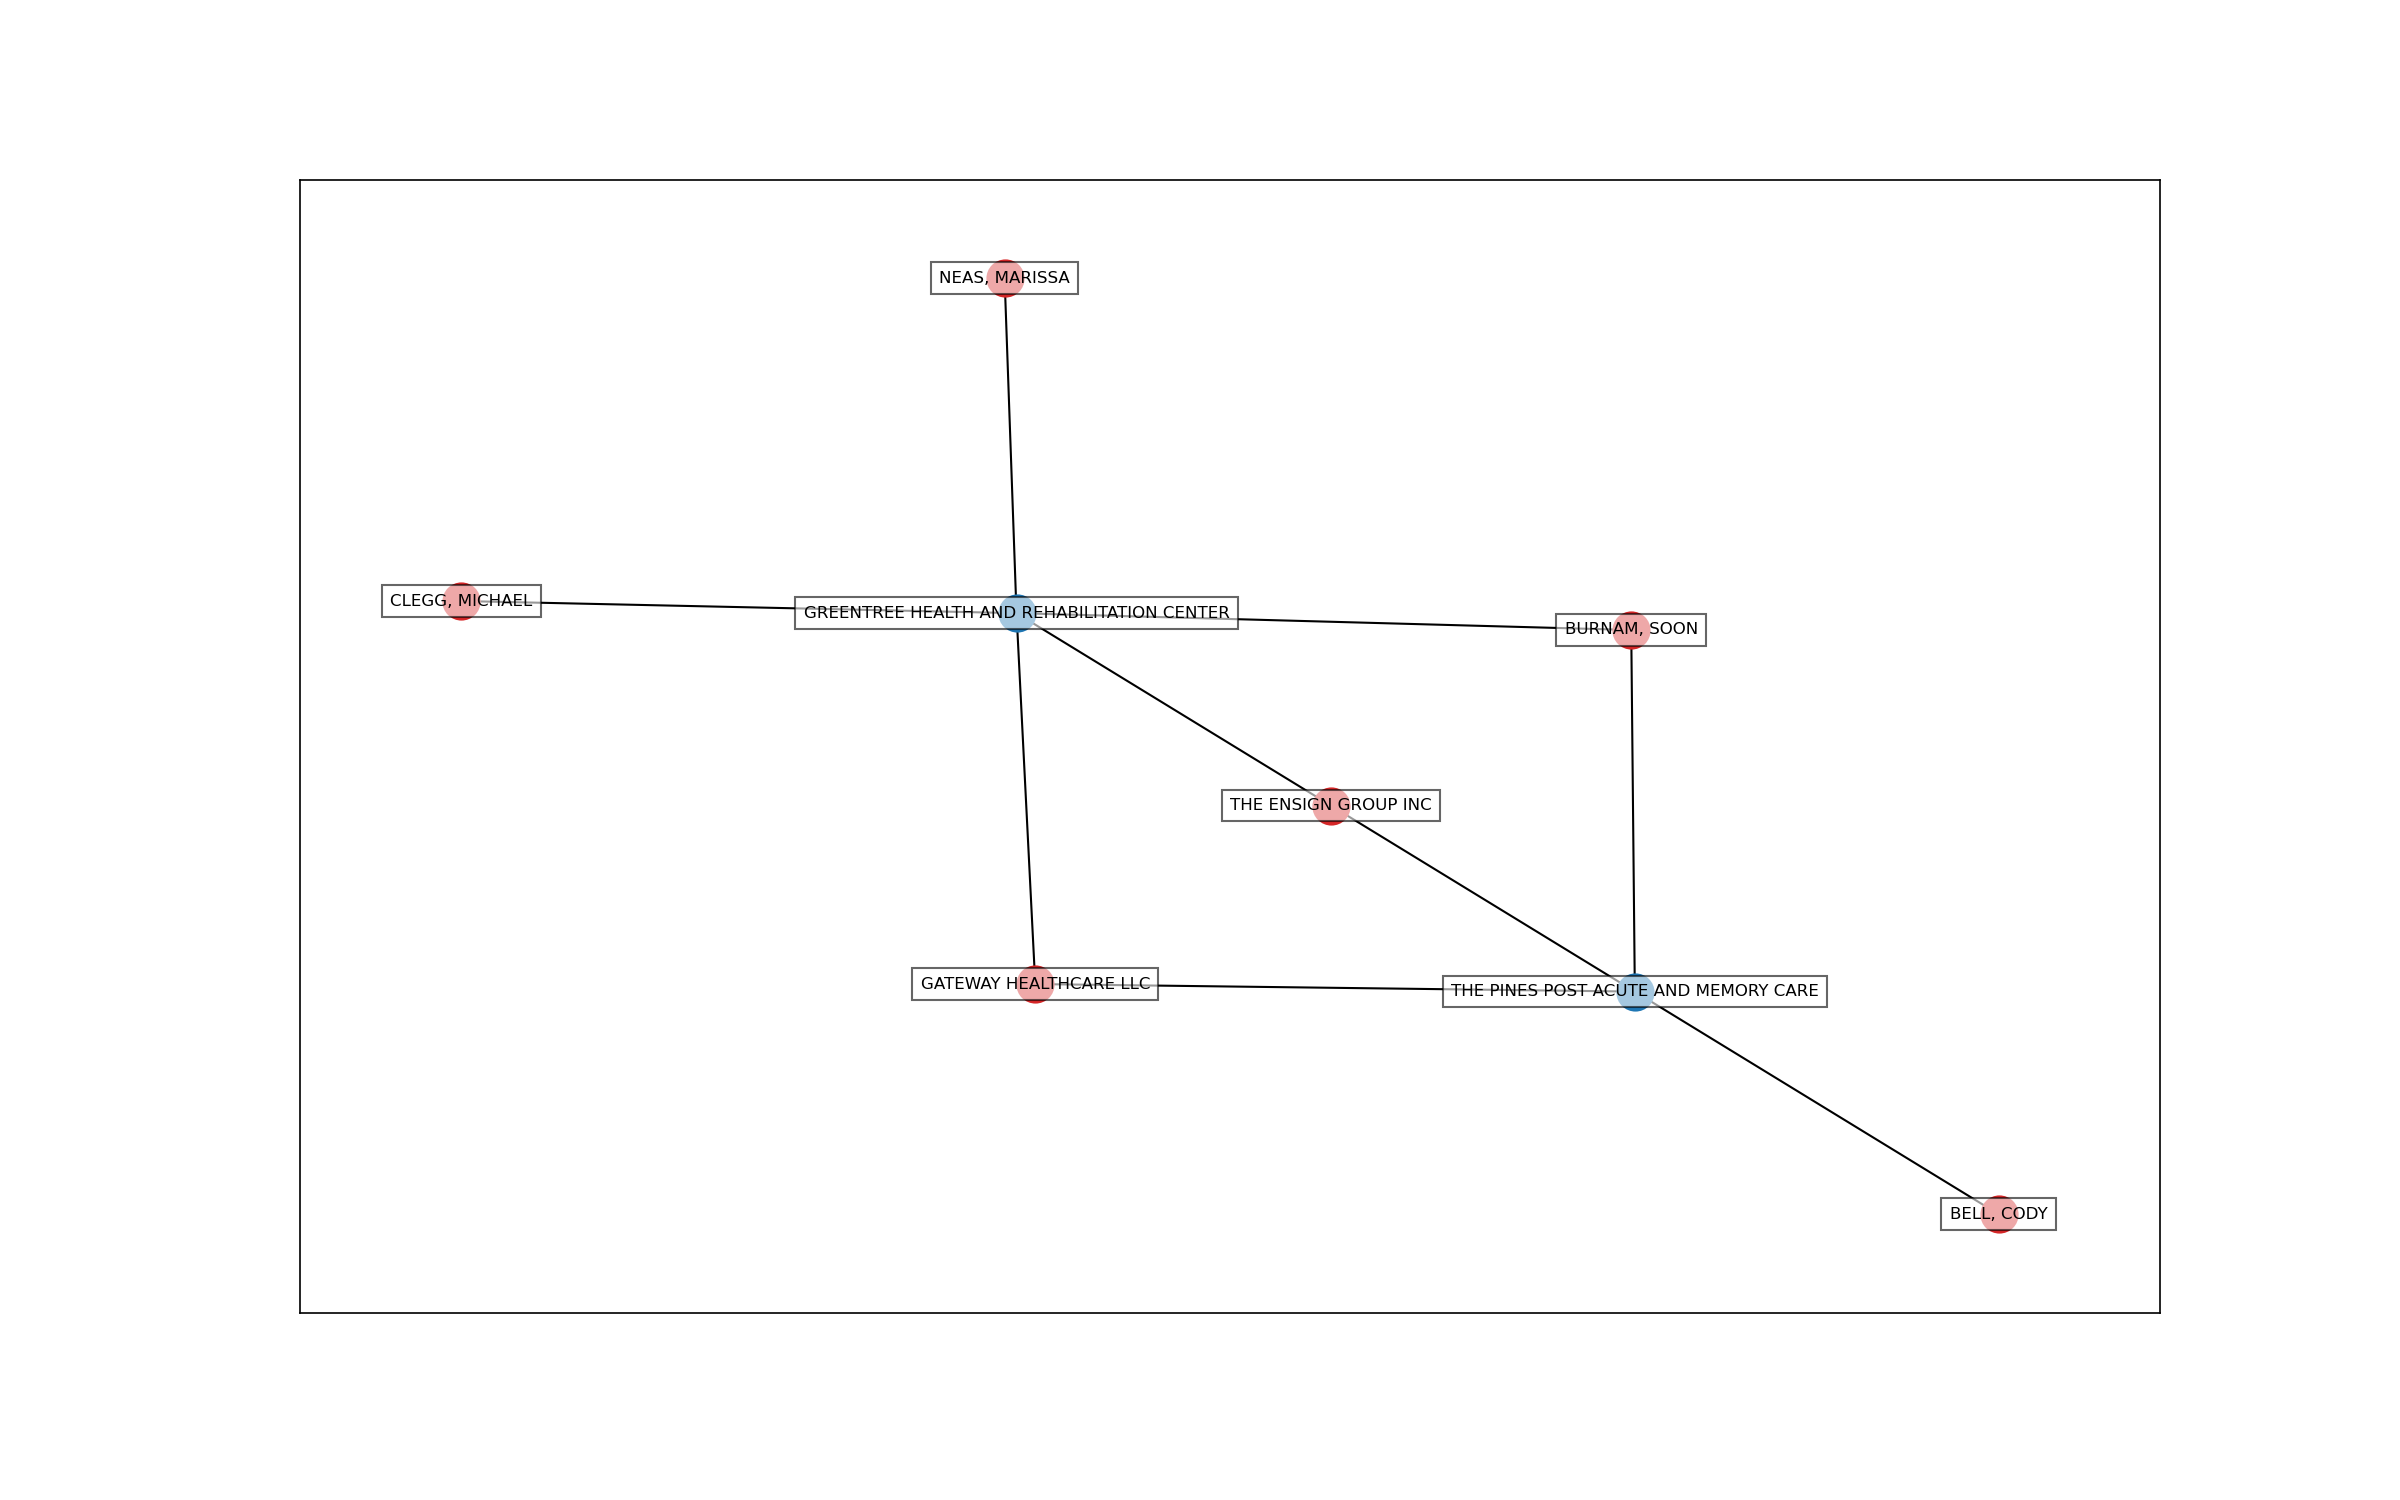 NEAS, MARISSA
CLEGG, MICHAEL
GREENTREE HEALTH AND REHABILITATION CENTER
BURNAM, SOON
THE ENSIGN GROUP INC
GATEWAY HEALTHCARE LLC
THE PINES POST ACUTE AND MEMORY CARE
BELL, CODY